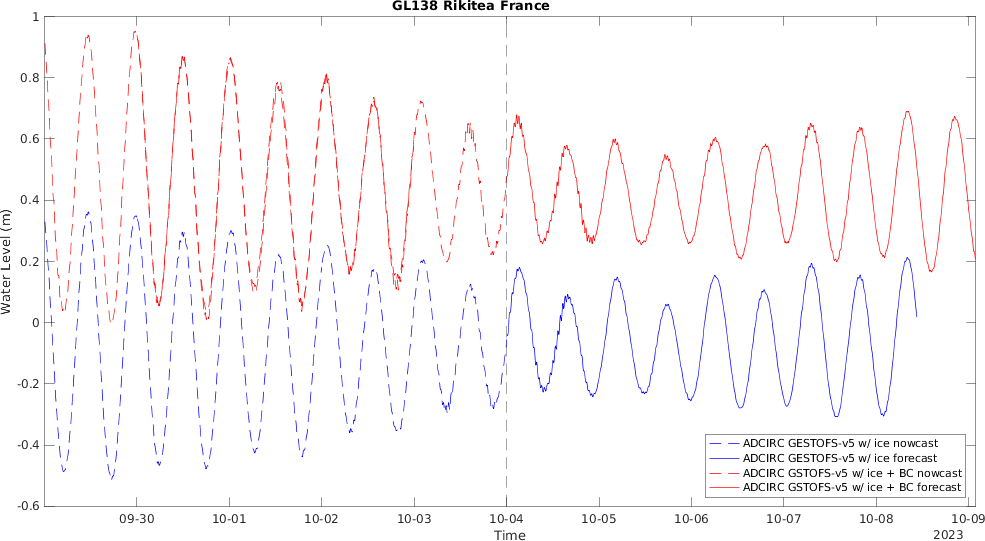 GL138 Rikitea France
1
0.8
0.6
0.4
0.2
0
-0.2
-0.4
-0.6
Water Level (m)
ADCIRC GESTOFS-v5 w/ ice nowcast
ADCIRC GESTOFS-v5 w/ ice forecast
ADCIRC GSTOFS-v5 w/ ice + BC nowcast
ADCIRC GSTOFS-v5 w/ ice + BC forecast
09-30 10-01 10-02 10-03 10-04 10-05 10-06 10-07 10-08 10-09
Time 2023